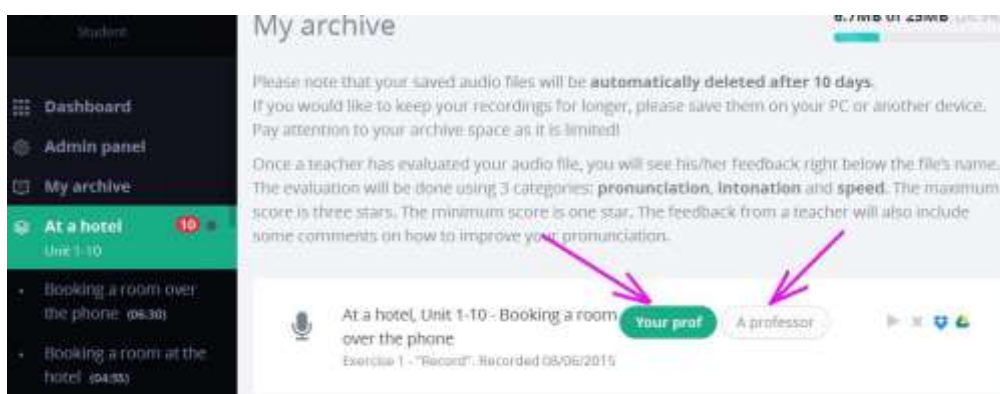 Student
Dashboard
Admin panel
My archive
At a hotel 10
Unit 1-10
Booking a room over
the phone (06:30)
Booking a room at the
hotel (04:55)
My archive
6.7MB of 25MB
Please note that your saved audio files will be automatically deleted after 10 days.
If you would like to keep your recordings for longer, please save them on your PC or another device.
Pay attention to your archive space as it is limited!
Once a teacher has evaluated your audio file, you will see his/her feedback right below the file's name.
The evaluation will be done using 3 categories: pronunciation, intonation and speed. The maximum
score is three stars. The minimum score is one star. The feedback from a teacher will also include
some comments on how to improve your pronunciation.
At a hotel, Unit 1-10 - Booking a room
over the phone
Exercise 1 - "Record". Recorded 08/06/2015
Your prof
A professor